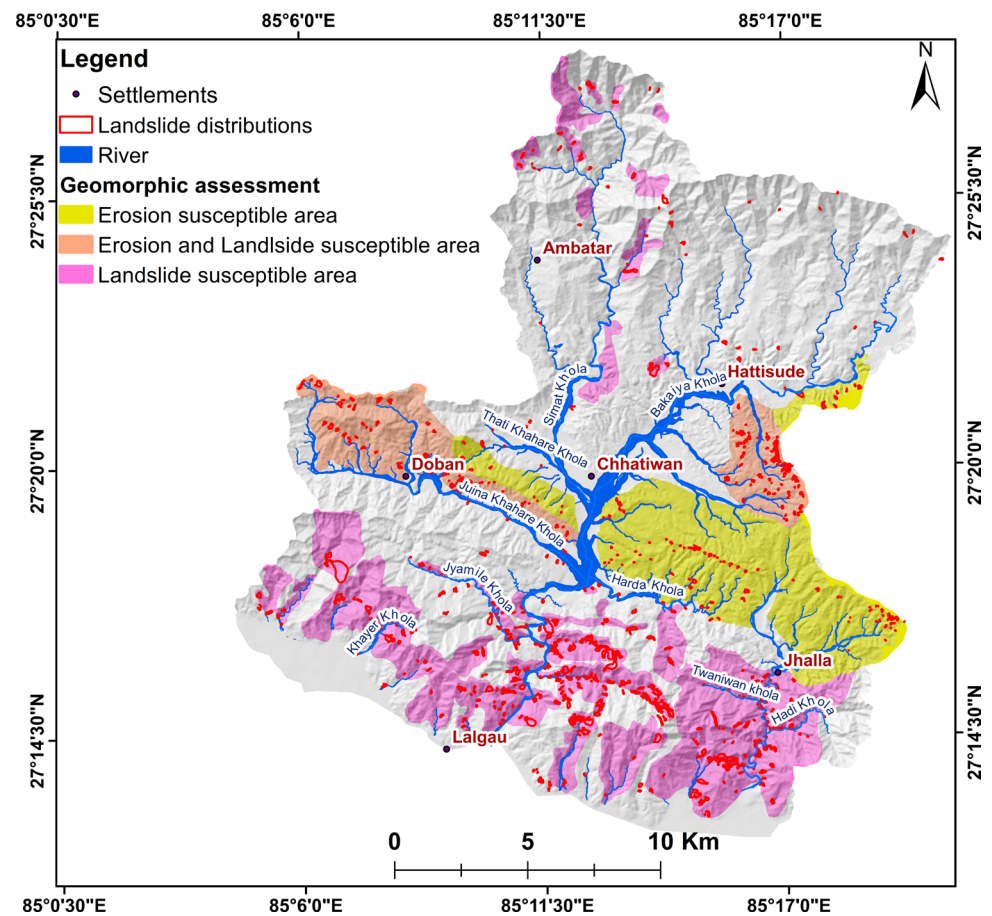 85°0'30"E 85°6'0"E 85°11'30"E 85°17'0"E
Legend
Settlements
Landslide distributions
River
Geomorphic assessment
Erosion susceptible area
Erosion and Landlside susceptible area
Landslide susceptible area
N
27°25'30"N
27°25'30"N
Ambatar
Hattisude
Bakaiya Khola
Simat Khola
Thati Khahare Khola
27°20'0"N
27°20'0"N
Doban
Chhatiwan
Juina Khahare Khola
Jyamile Khola
Harda Khola
Khayer Khola
Jhalla
Twaniwan khola
Hadi Khola
27°14'30"N
27°14'30"N
Lalgau
0 5 10 Km
85°0'30"E 85°6'0"E 85°11'30"E 85°17'0"E